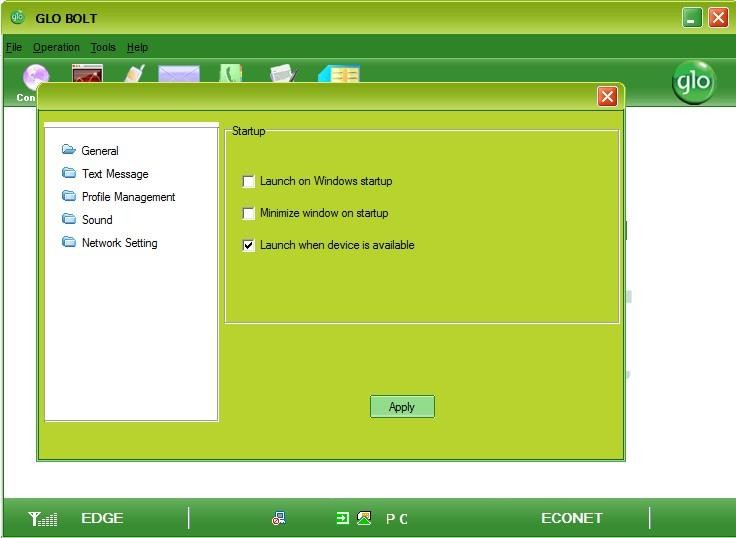 GLO BOLT
File Operation Tools Help
Con
glo
General
Text Message
Profile Management
Sound
Network Setting
Startup
Launch on Windows startup
Minimize window on startup
Launch when device is available
Apply
EDGE
P C
ECONET